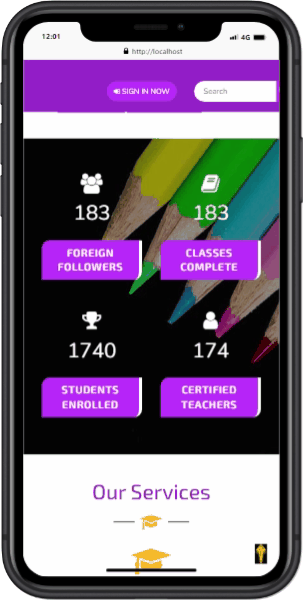 12:01
4G
http://localhost
SIGN IN NOW
Search
183
183
FOREIGN
FOLLOWERS
CLASSES
COMPLETE
1740
174
STUDENTS
ENROLLED
CERTIFIED
TEACHERS
Our Services